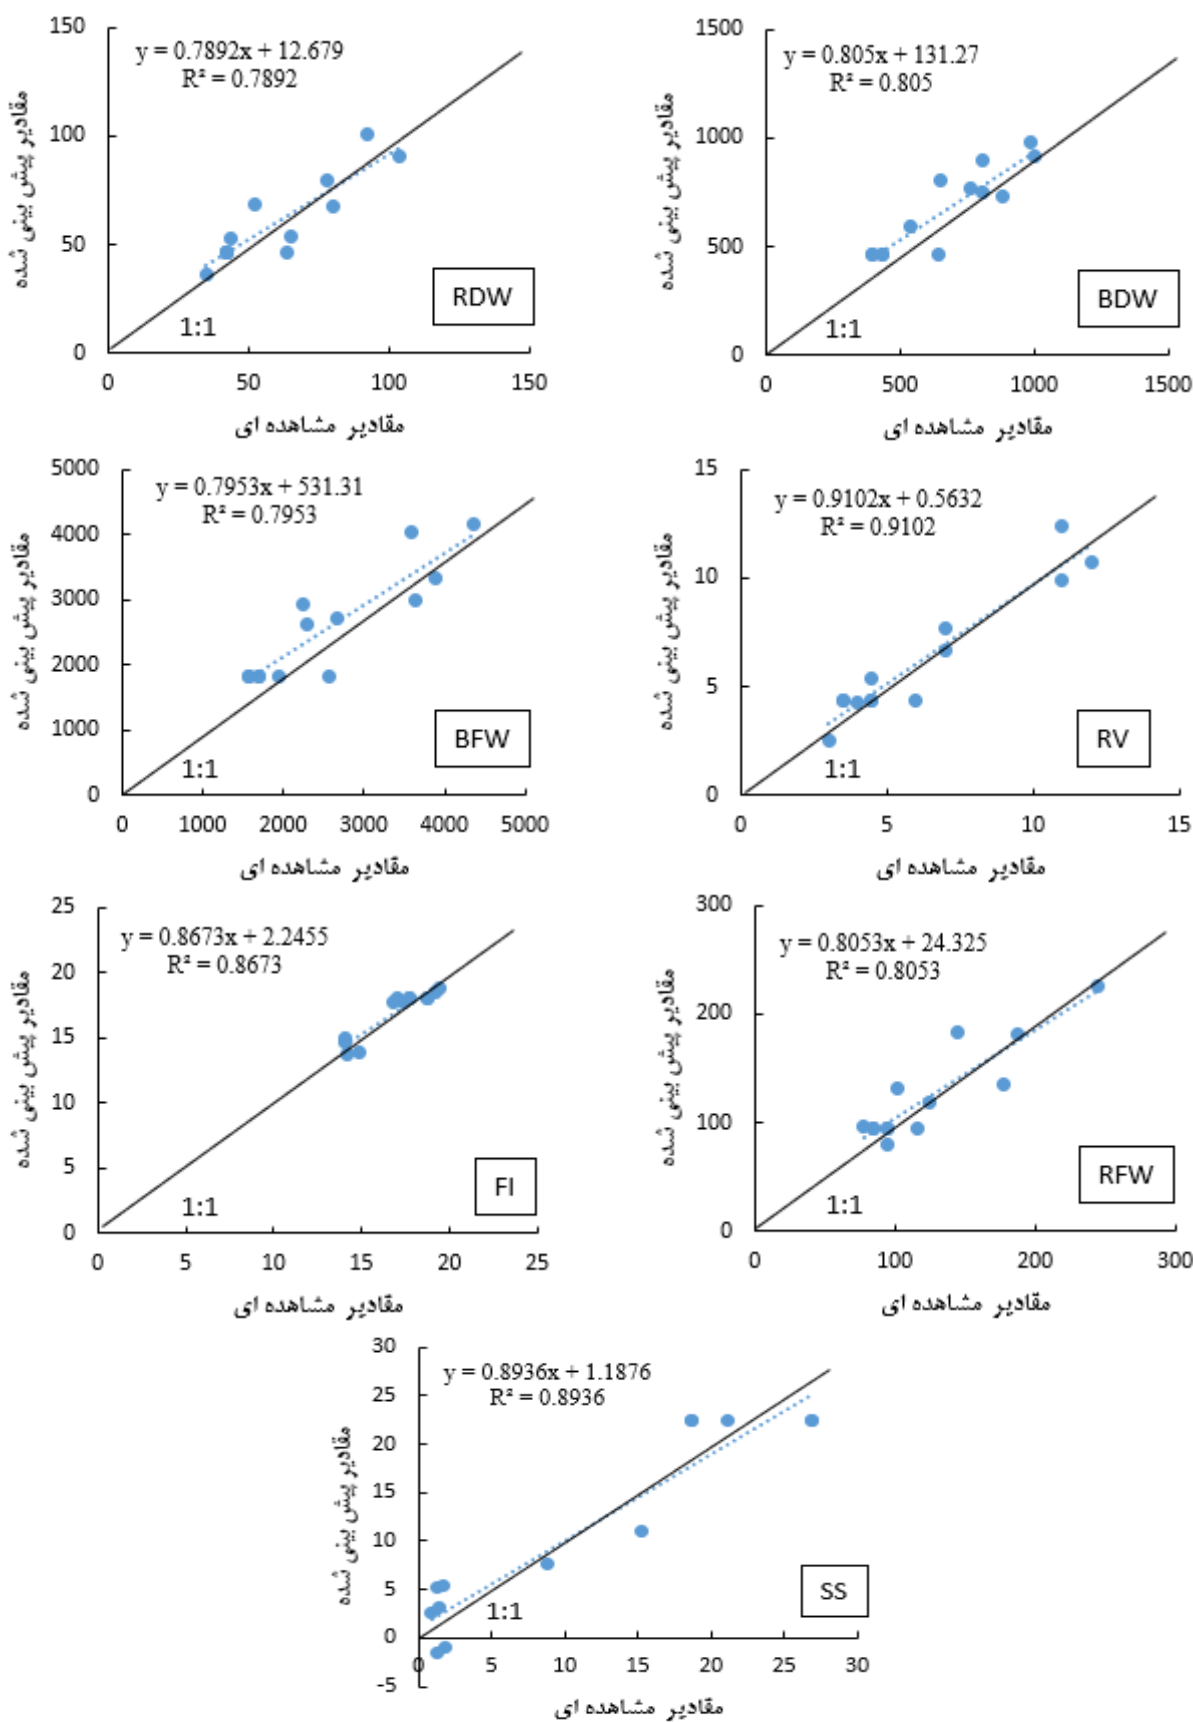 y = 0.7892x + 12.679
R² = 0.7892
150
100
50
0
0 50 100 150
1:1
RDW
مقادیر پیش بینی شده
مقادیر مشاهده ای
y = 0.805x + 131.27
R² = 0.805
1500
1000
500
0
0 500 1000 1500
1:1
BDW
مقادیر پیش بینی شده
مقادیر مشاهده ای
y = 0.7953x + 531.31
R² = 0.7953
5000
4000
3000
2000
1000
0
0 1000 2000 3000 4000 5000
1:1
BFW
مقادیر پیش بینی شده
مقادیر مشاهده ای
y = 0.9102x + 0.5632
R² = 0.9102
15
10
5
0
0 5 10 15
1:1
RV
مقادیر پیش بینی شده
مقادیر مشاهده ای
y = 0.8673x + 2.2455
R² = 0.8673
25
20
15
10
5
0
0 5 10 15 20 25
1:1
FI
مقادیر پیش بینی شده
مقادیر مشاهده ای
y = 0.8053x + 24.325
R² = 0.8053
300
200
100
0
0 100 200 300
1:1
RFW
مقادیر پیش بینی شده
مقادیر مشاهده ای
y = 0.8936x + 1.1876
R² = 0.8936
30
25
20
15
10
5
0
-5
0 5 10 15 20 25 30
1:1
SS
مقادیر پیش بینی شده
مقادیر مشاهده ای